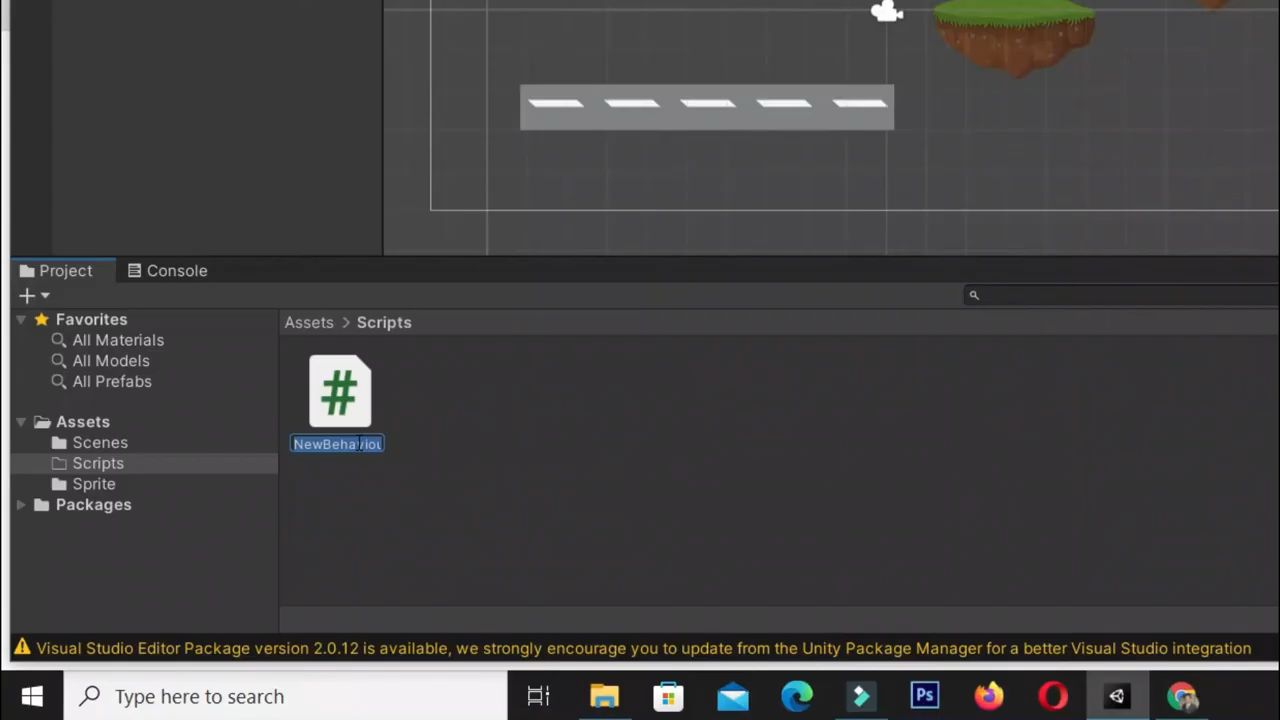 Project
Console
Favorites
All Materials
All Models
All Prefabs
Assets
Scenes
Scripts
Sprite
Packages
Assets > Scripts
#
NewBehaviou
Visual Studio Editor Package version 2.0.12 is available, we strongly encourage you to update from the Unity Package Manager for a better Visual Studio integration
Type here to search
Ps